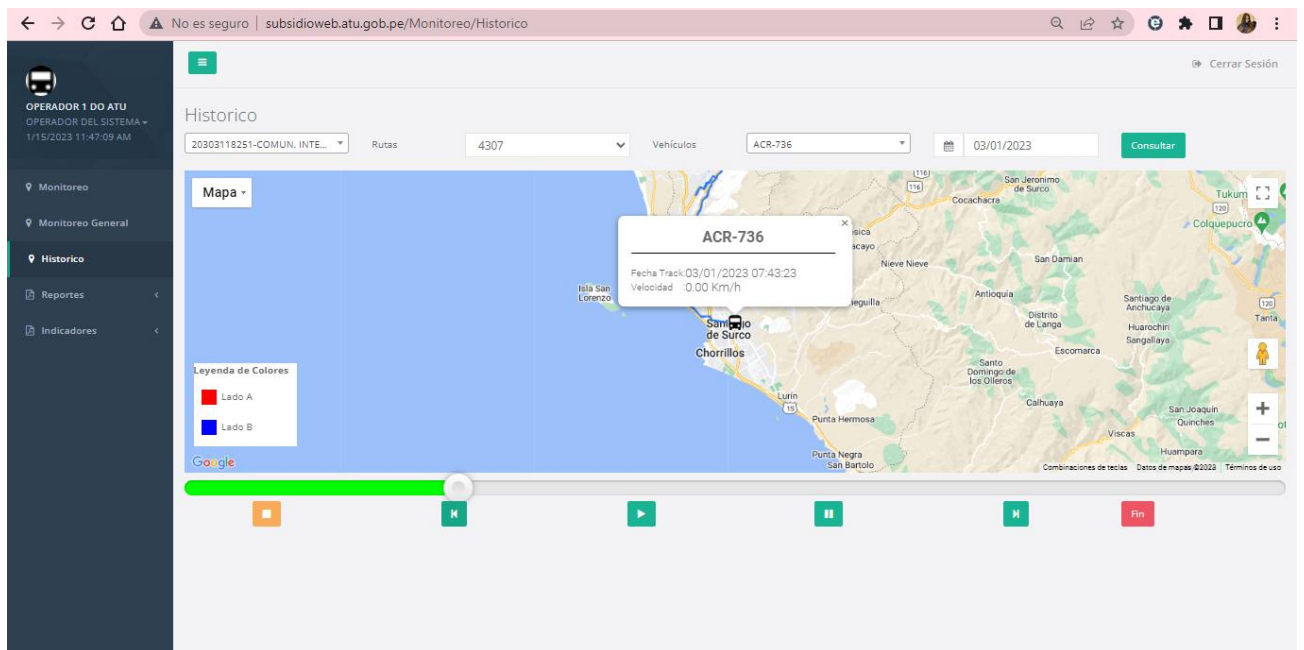 No es seguro | subsidioweb.atu.gob.pe/Monitoreo/Historico
OPERADOR 1 DO ATU
OPERADOR DEL SISTEMA
1/15/2023 11:47:09 AM
Monitoreo
Monitoreo General
Historico
Reportes
Indicadores
Cerrar Sesión
Historico
20303118251-COMUN. INTE...
Rutas
4307
Vehículos
ACR-736
03/01/2023
Consultar
Mapa
ACR-736
×
Fecha Track:03/01/2023 07:43:23
Velocidad :0.00 Km/h
116
116
San Jeronimo
de Surco
Cocachacra
Tukum
120
Colquepucro
Nieve Nieve
San Damian
Isla San
Lorenzo
Antioquía
Santiago de
Anchucaya
120
Tanta
Distrito
de Langa
Huarochiri
Sangallaya
de Surco
Chorrillos
Escomarca
Santo
Domingo de
los Olleros
Lurin
15
Calhuaya
Punta Hermosa
San Joaquin
Quinches
Viscas
Huampara
Punta Negra
San Bartolo
Leyenda de Colores
Lado A
Lado B
Google
Combinaciones de teclas
Datos de mapas ©2023
Términos de uso
Fin